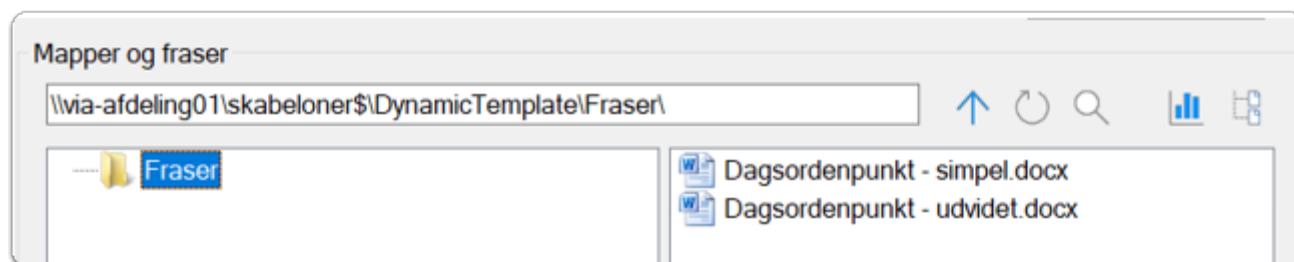 Mapper og fraser
\\via-afdeling01\skabeloner$\DynamicTemplate\Fraser\
Fraser
Dagsordenpunkt - simpel.docx
Dagsordenpunkt - udvidet.docx